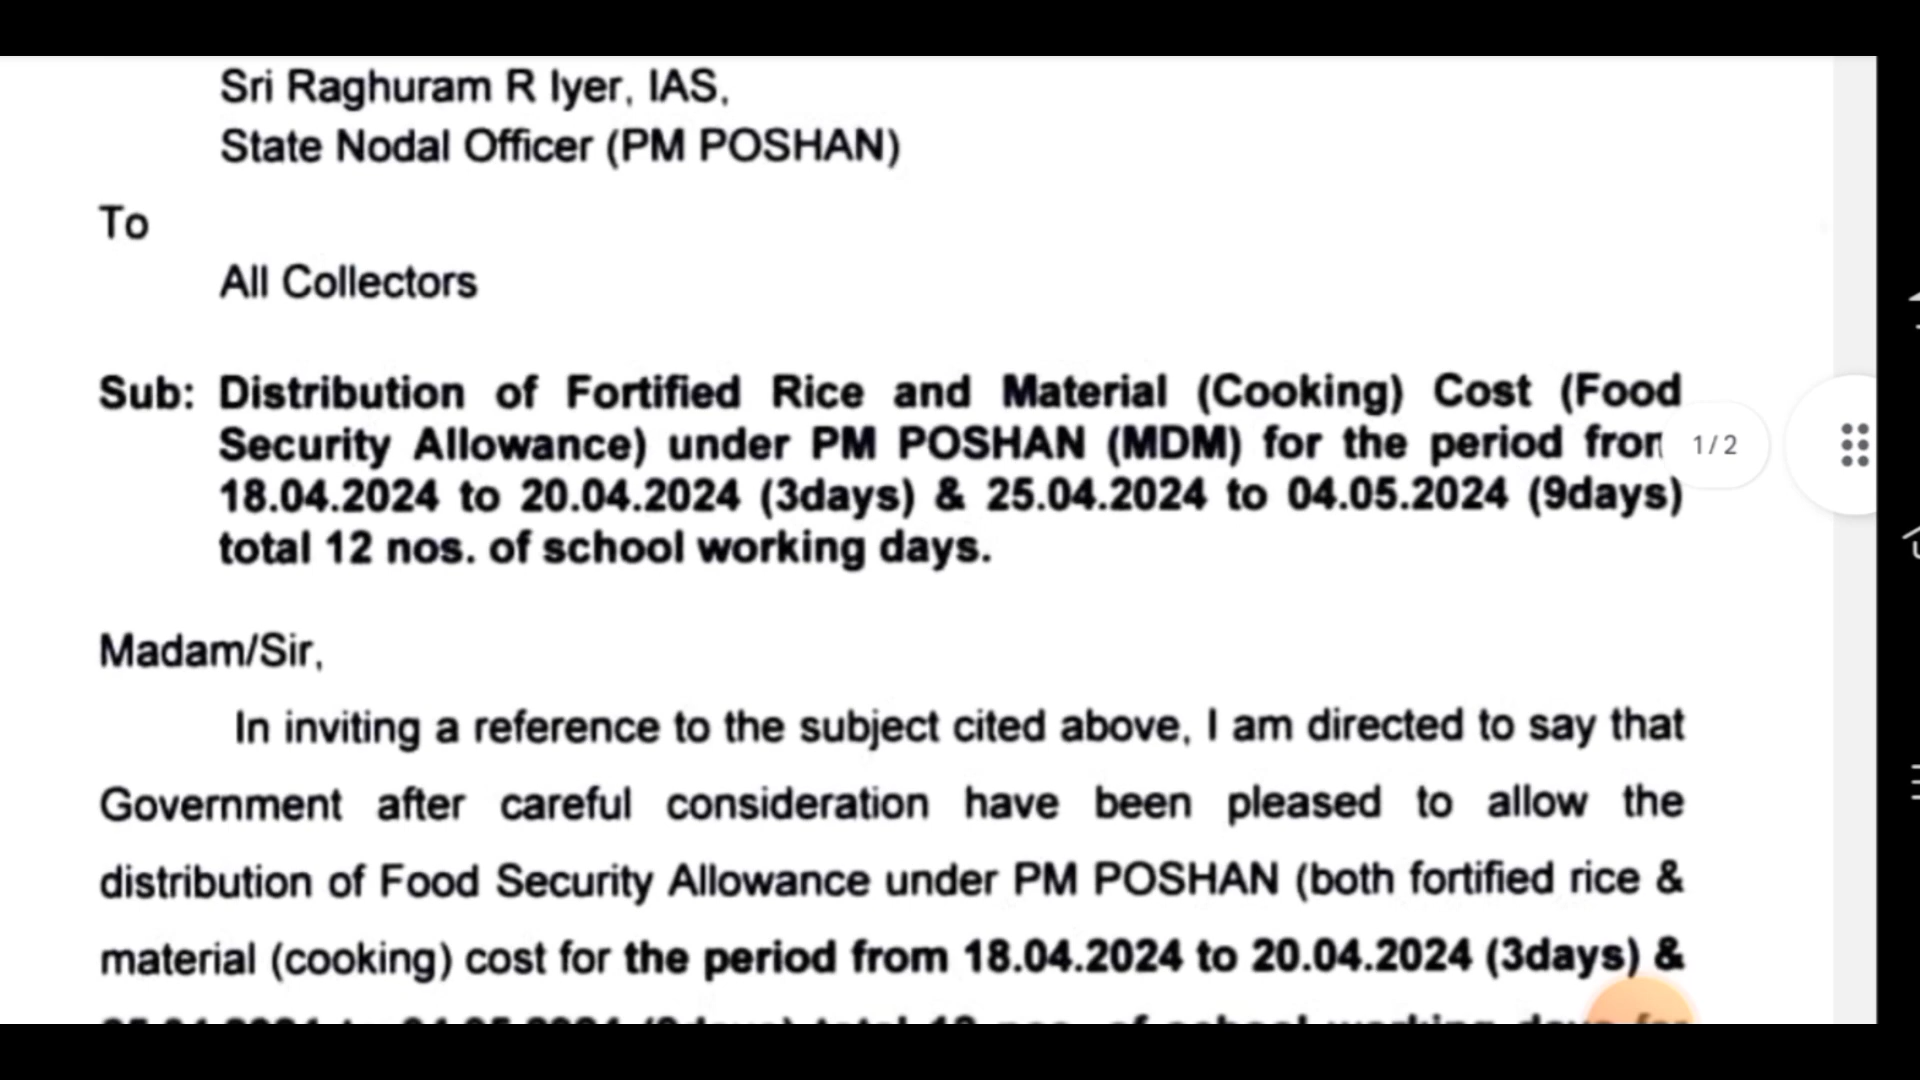 Sri Raghuram R Iyer, IAS,
State Nodal Officer (PM POSHAN)
To
All Collectors
Sub: Distribution of Fortified Rice and Material (Cooking) Cost (Food
Security Allowance) under PM POSHAN (MDM) for the period from
1/2
18.04.2024 to 20.04.2024 (3days) & 25.04.2024 to 04.05.2024 (9days)
total 12 nos. of school working days.
Madam/Sir,
In inviting a reference to the subject cited above, I am directed to say that
Government after careful consideration have been pleased to allow the
distribution of Food Security Allowance under PM POSHAN (both fortified rice &
material (cooking) cost for the period from 18.04.2024 to 20.04.2024 (3days) &